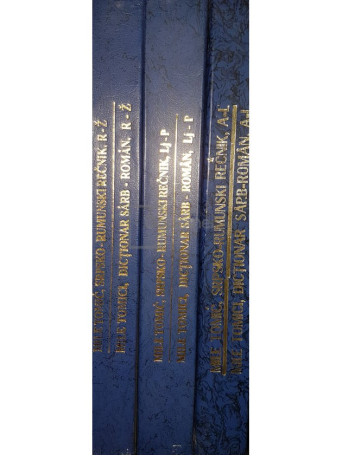 MILE TOMIĆ, SRPSKO-RUMUNSKI REČNIK, R-Ž
MILE TOMICI, DICȚIONAR SÂRB - ROMÂN, R-Ž
MILE TOMIĆ, SRPSKO-RUMUNSKI REČNIK, LJ-P
MILE TOMICI, DICȚIONAR SÂRB - ROMÂN, LJ-P
MILE TOMIĆ, SRPSKO-RUMUNSKI REČNIK, A-L
MILE TOMICI, DICȚIONAR SÂRB-ROMÂN, A-L